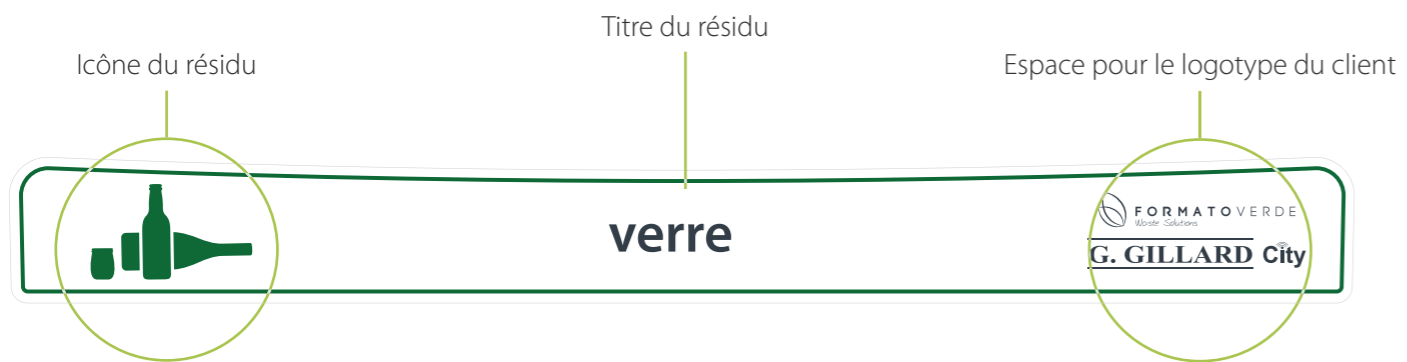 Titre du résidu
Icône du résidu
Espace pour le logotype du client
verre
FORMATOVERDE
Waste Solutions
G. GILLARD City